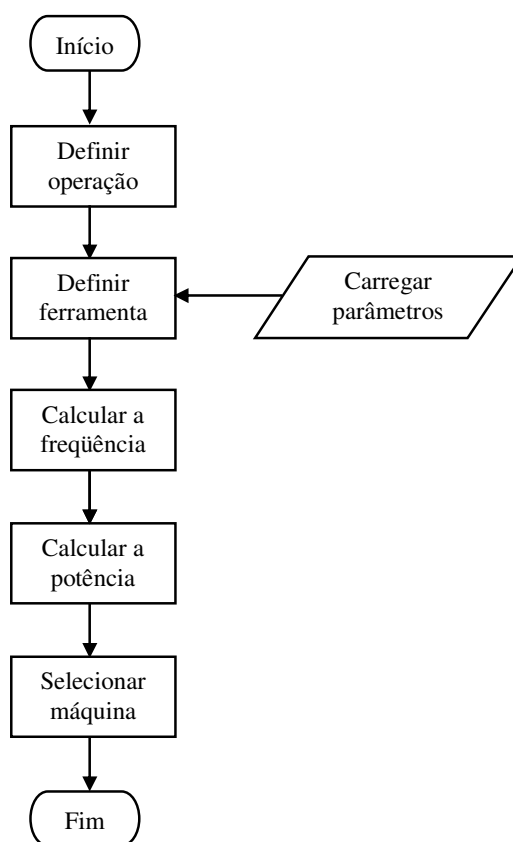 Início
Definir
operação
Definir
ferramenta
Carregar
parâmetros
Calcular a
freqüência
Calcular a
potência
Selecionar
máquina
Fim